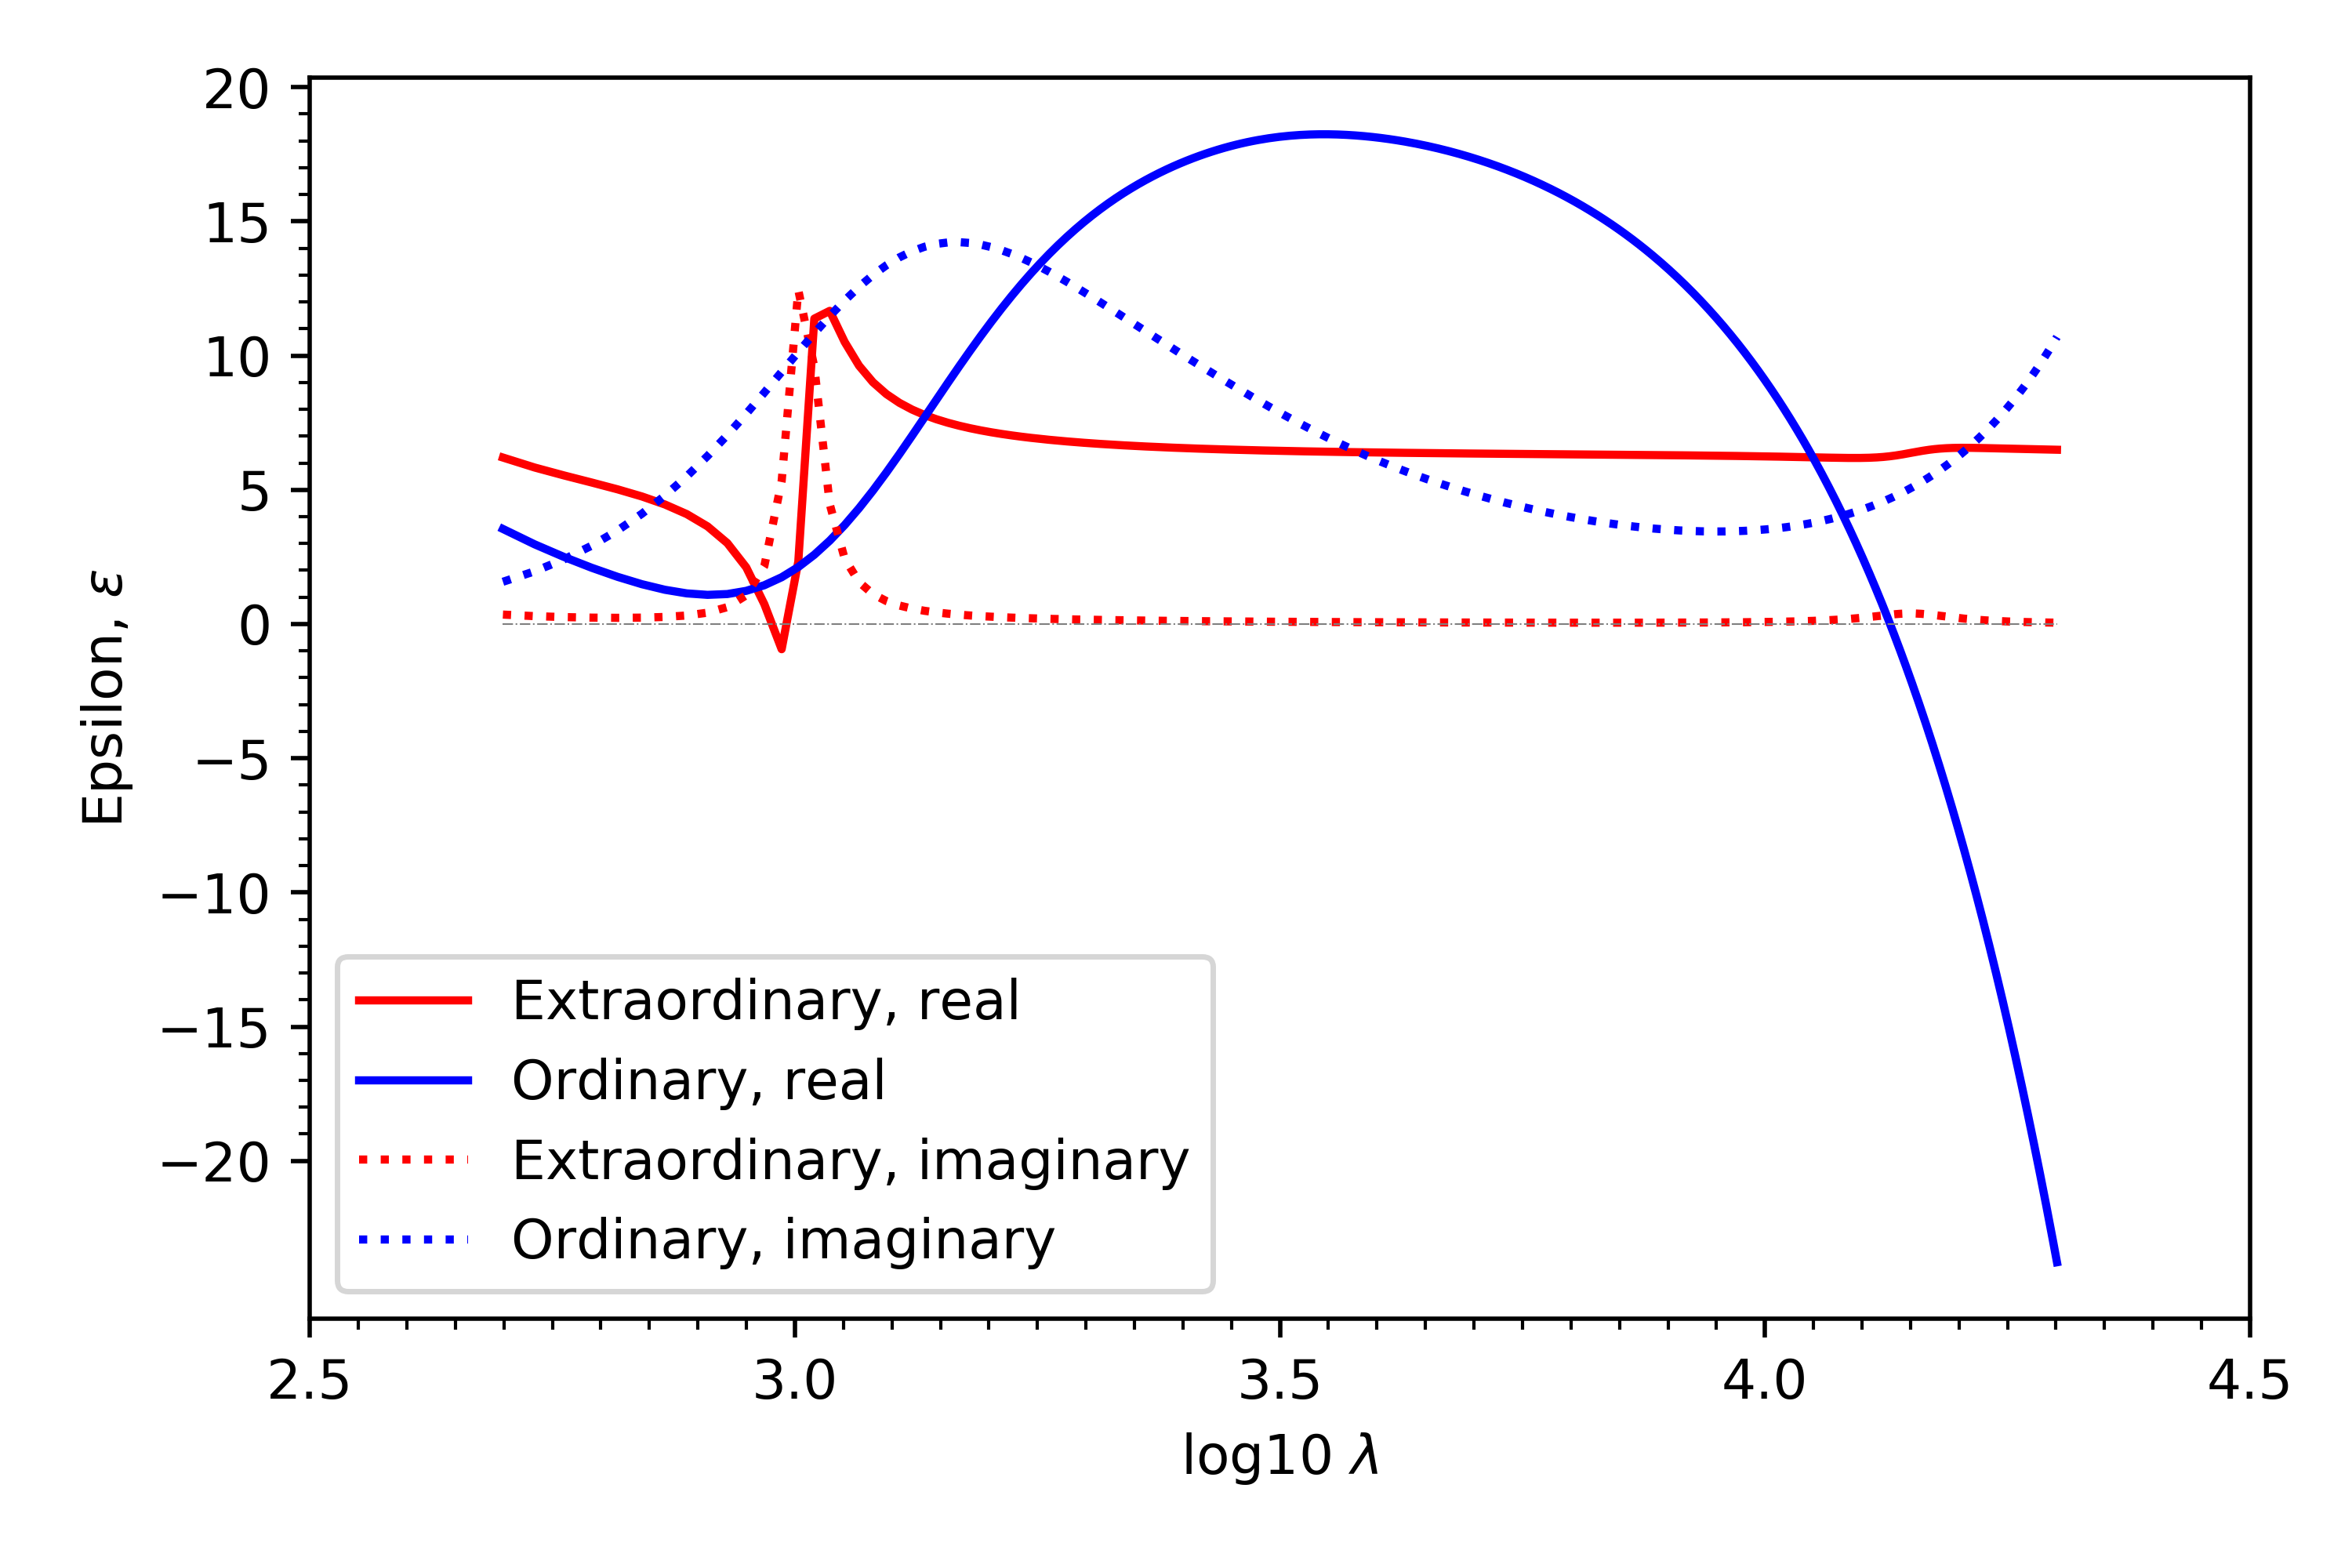 20
15
10
5
0
−5
−10
−15
−20
Epsilon, ε
Extraordinary, real
Ordinary, real
Extraordinary, imaginary
Ordinary, imaginary
2.5 3.0 3.5 4.0 4.5
log10 λ